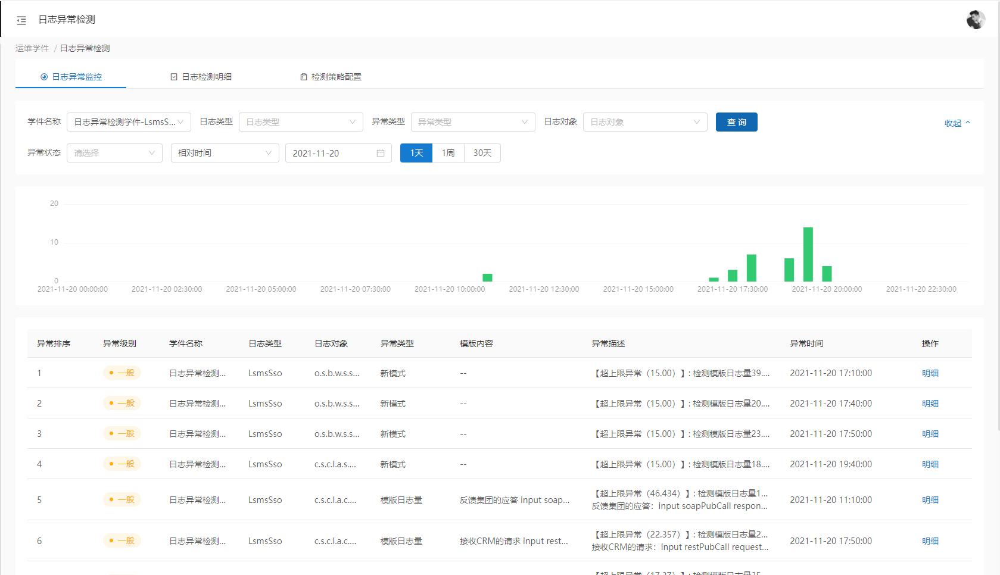 日志异常检测
运维学件 / 日志异常检测
日志异常监控 日志检测明细 检测策略配置
学件名称 日志异常检测学件-LsmsS... 日志类型 日志类型 异常类型 异常类型 日志对象 日志对象 查 询 收起
异常状态 请选择 相对时间 2021-11-20 1天 1周 30天
20
10
0
2021-11-20 00:00:00 2021-11-20 02:30:00 2021-11-20 05:00:00 2021-11-20 07:30:00 2021-11-20 10:00:00 2021-11-20 12:30:00 2021-11-20 15:00:00 2021-11-20 17:30:00 2021-11-20 20:00:00 2021-11-20 22:30:00
异常排序 异常级别 学件名称 日志类型 日志对象 异常类型 模版内容 异常描述 异常时间 操作
1 一般 日志异常检测... LsmsSso o.s.b.w.s.s... 新模式 -- 【超上限异常（15.00）】: 检测模版日志量39.... 2021-11-20 17:10:00 明细
2 一般 日志异常检测... LsmsSso o.s.b.w.s.s... 新模式 -- 【超上限异常（15.00）】: 检测模版日志量20.... 2021-11-20 17:40:00 明细
3 一般 日志异常检测... LsmsSso o.s.b.w.s.s... 新模式 -- 【超上限异常（15.00）】: 检测模版日志量23.... 2021-11-20 17:50:00 明细
4 一般 日志异常检测... LsmsSso c.s.c.l.a.s.... 新模式 -- 【超上限异常（15.00）】: 检测模版日志量18.... 2021-11-20 19:40:00 明细
5 一般 日志异常检测... LsmsSso c.s.c.l.a.c.... 模版日志量 反馈集团的应答 input soap... 【超上限异常（46.434）】: 检测模版日志量1... 2021-11-20 11:10:00 明细
反馈集团的应答：input soapPubCall respon...
6 一般 日志异常检测... LsmsSso c.s.c.l.a.c.... 模版日志量 接收CRM的请求 input rest... 【超上限异常（22.357）】: 检测模版日志量2... 2021-11-20 17:50:00 明细
接收CRM的请求：input restPubCall request...
【超上限异常（17.27）】: 检测模版日志量25...